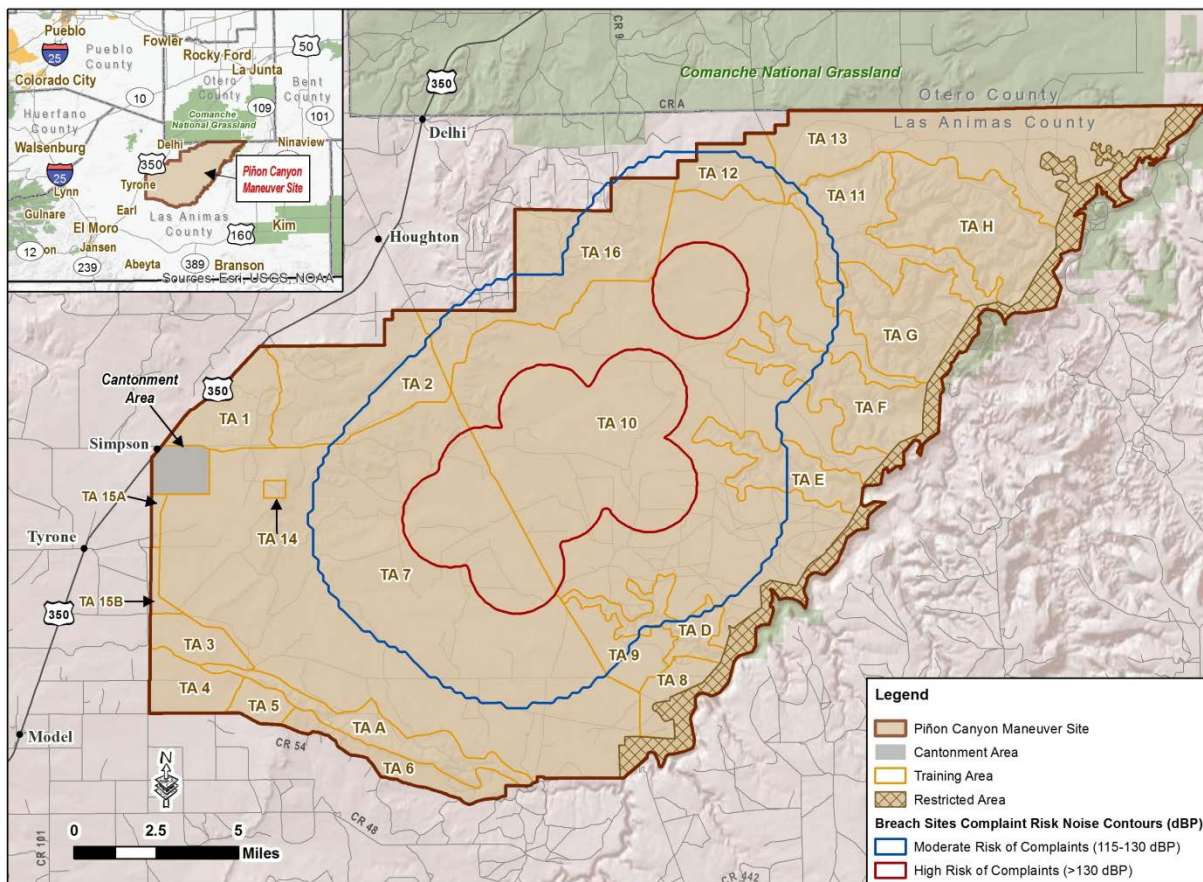 Pueblo
Fowler
50
25
Pueblo
County
Rocky Ford
La Junta
Colorado City
Otero
County
Bent
County
10
109
Huerfano
County
Comanche
National Grassland
101
Walsenburg
Delhi
Ninaview
350
25
Lynn
Tyrone
Piñon Canyon
Maneuver Site
Gulnare
Earl
Las Animas
County
Kim
El Moro
160
12
on
Jansen
239
Abeyta
389
Branson
Sources: Esri, USGS, NOAA
CR 9
350
Comanche National Grassland
CR A
Otero County
Las Animas County
Delhi
TA 13
TA 12
TA 11
TA H
Houghton
TA 16
TA G
Cantonment
Area
350
TA 2
TA 1
TA F
TA 10
Simpson
TA E
TA 15A
TA 14
Tyrone
TA 7
350
TA 15B
TA D
TA 3
TA 9
TA 8
TA 4
TA 5
TA A
Model
CR 54
TA 6
N
0
2.5
5
Miles
CR 101
CR 48
CR 442
Legend
Piñon Canyon Maneuver Site
Cantonment Area
Training Area
Restricted Area
Breach Sites Complaint Risk Noise Contours (dBP)
Moderate Risk of Complaints (115-130 dBP)
High Risk of Complaints (>130 dBP)